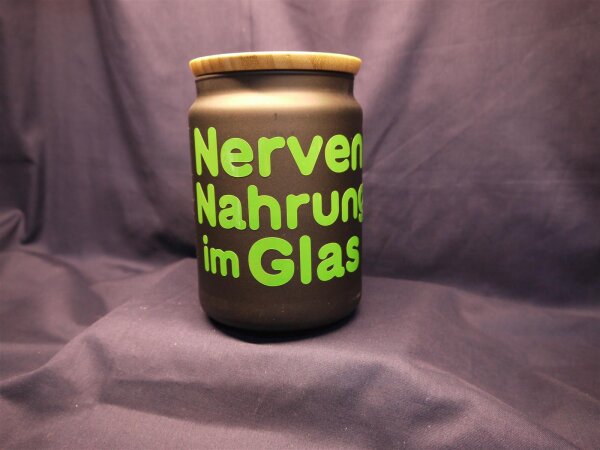 Nerven
Nahrung
im Glas